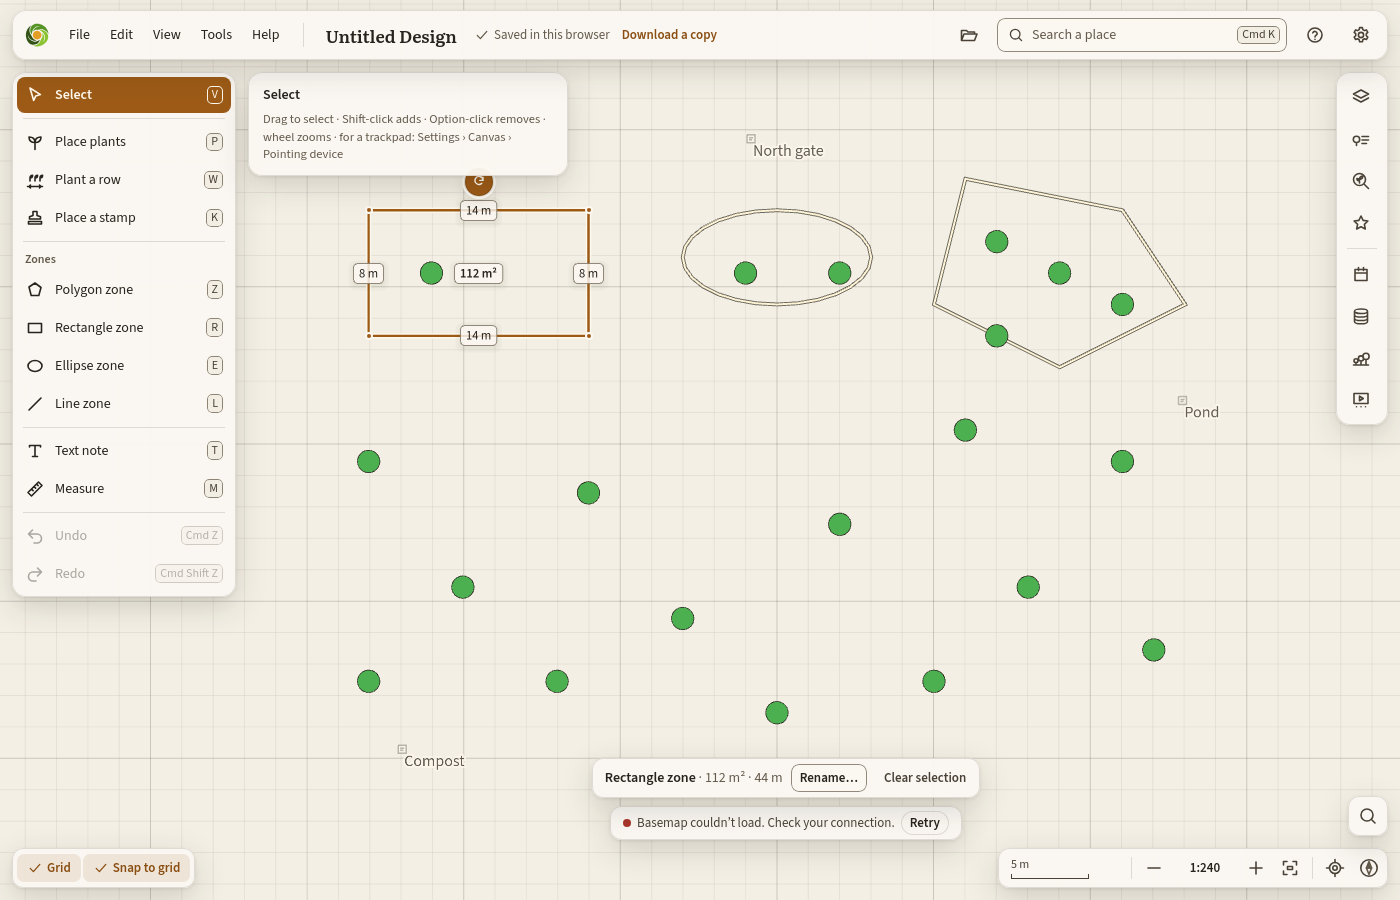 File Edit View Tools Help Untitled Design Saved in this browser Download a copy Search a place Cmd K
Select V
Place plants P
Plant a row W
Place a stamp K
Zones
Polygon zone Z
Rectangle zone R
Ellipse zone E
Line zone L
Text note T
Measure M
Undo Cmd Z
Redo Cmd Shift Z
Select
Drag to select · Shift-click adds · Option-click removes ·
wheel zooms · for a trackpad: Settings › Canvas ›
Pointing device
North gate
14 m
8 m 112 m² 8 m
14 m
Pond
Compost
Rectangle zone · 112 m² · 44 m Rename… Clear selection
Basemap couldn’t load. Check your connection. Retry
Grid Snap to grid
5 m 1:240